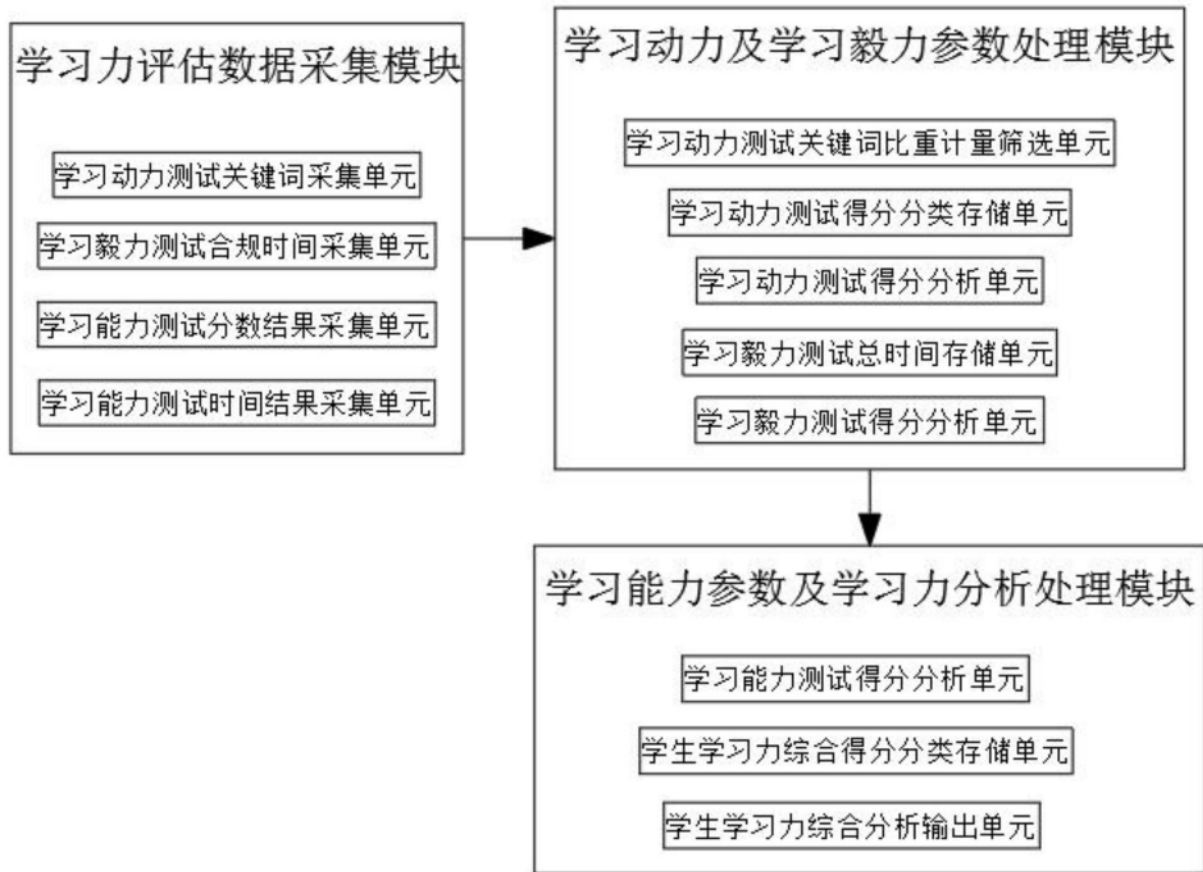 学习力评估数据采集模块
学习动力测试关键词采集单元
学习毅力测试合规时间采集单元
学习能力测试分数结果采集单元
学习能力测试时间结果采集单元
学习动力及学习毅力参数处理模块
学习动力测试关键词比重计量筛选单元
学习动力测试得分分类存储单元
学习动力测试得分分析单元
学习毅力测试总时间存储单元
学习毅力测试得分分析单元
学习能力参数及学习力分析处理模块
学习能力测试得分分析单元
学生学习力综合得分分类存储单元
学生学习力综合分析输出单元